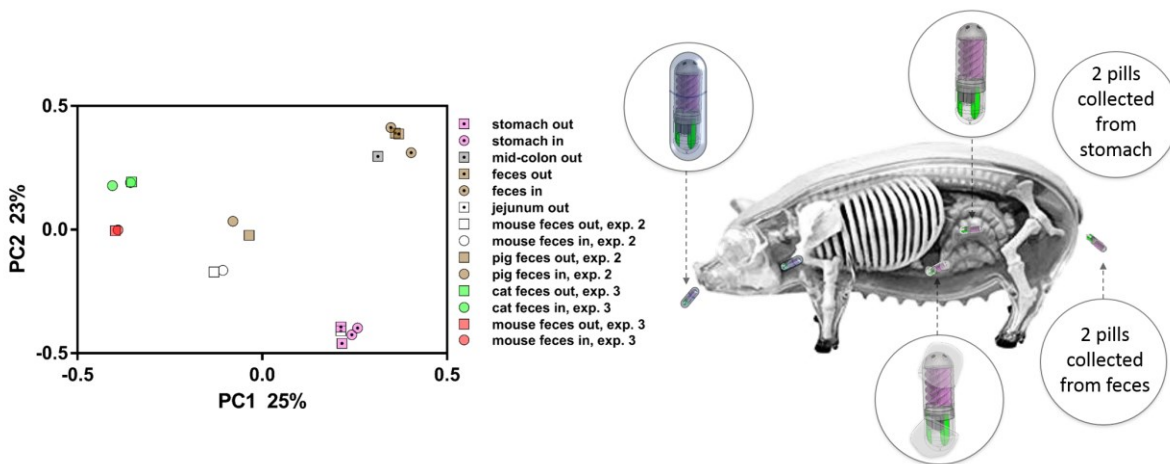 0.5
0.0
-0.5
PC2 23%
-0.5
0.0
0.5
PC1 25%
stomach out
stomach in
mid-colon out
feces out
feces in
jejunum out
mouse feces out, exp. 2
mouse feces in, exp. 2
pig feces out, exp. 2
pig feces in, exp. 2
cat feces out, exp. 3
cat feces in, exp. 3
mouse feces out, exp. 3
mouse feces in, exp. 3
2 pills
collected
from
stomach
2 pills
collected
from feces